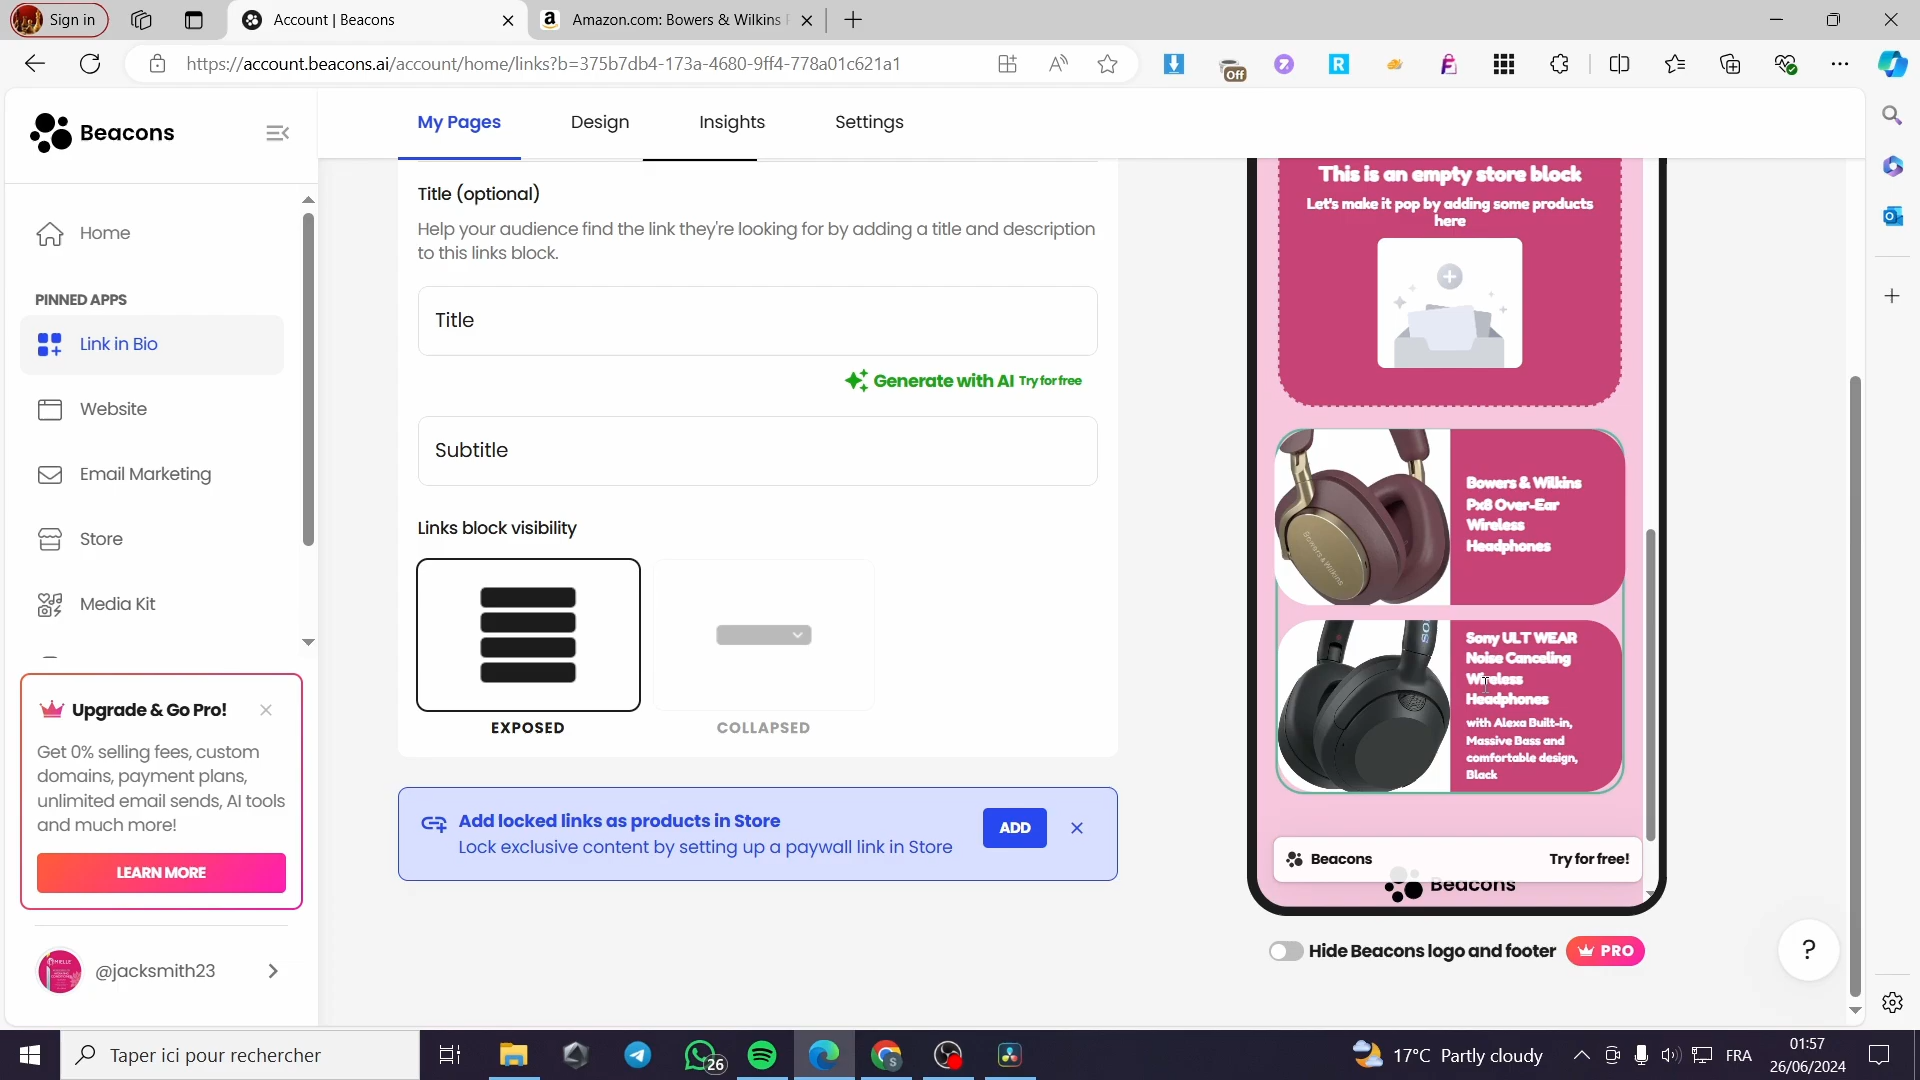 Sign in
Account | Beacons
Amazon.com: Bowers & Wilkins P
https://account.beacons.ai/account/home/links?b=375b7db4-173a-4680-9ff4-778a01c621a1
Off
Beacons
My Pages
Design
Insights
Settings
Home
PINNED APPS
Link in Bio
Website
Email Marketing
Store
Media Kit
Upgrade & Go Pro!
Get 0% selling fees, custom
domains, payment plans,
unlimited email sends, AI tools
and much more!
LEARN MORE
@jacksmith23
Title (optional)
Help your audience find the link they're looking for by adding a title and description
to this links block.
Title
Generate with AI Try for free
Subtitle
Links block visibility
EXPOSED
COLLAPSED
Add locked links as products in Store
Lock exclusive content by setting up a paywall link in Store
ADD
This is an empty store block
Let's make it pop by adding some products
here
Bowers & Wilkins
Bowers & Wilkins
Px8 Over-Ear
Wireless
Headphones
Sony ULT WEAR
Noise Canceling
Wireless
Headphones
with Alexa Built-in,
Massive Bass and
comfortable design,
Black
Beacons
Try for free!
Beacons
Hide Beacons logo and footer
PRO
?
Taper ici pour rechercher
26
17°C Partly cloudy
FRA
01:57
26/06/2024